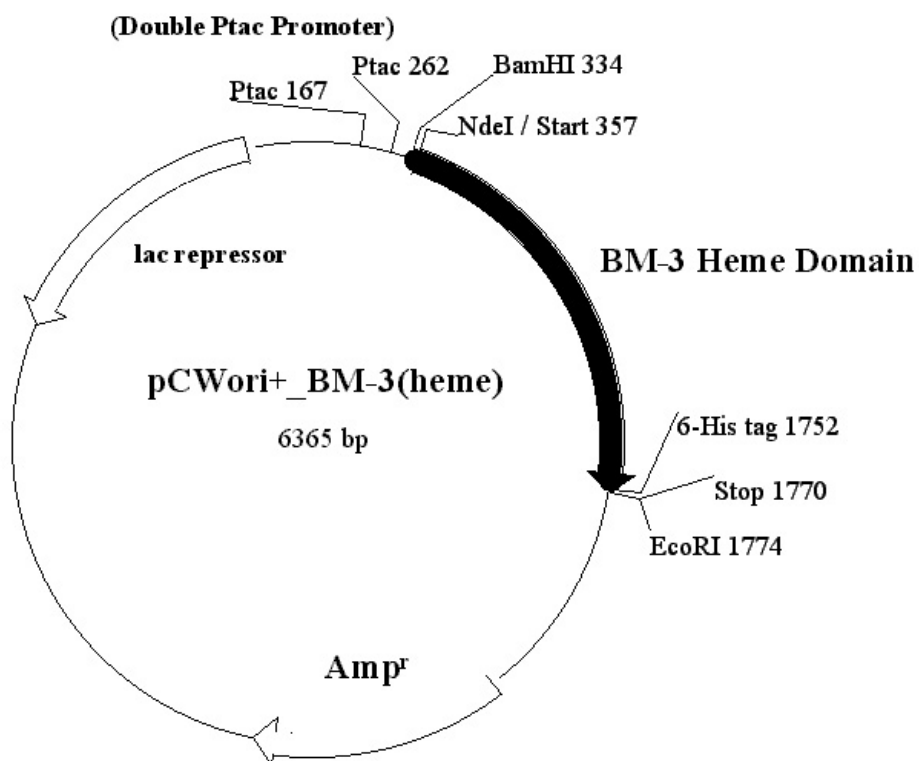 (Double Ptac Promoter)
Ptac 262
BamHI 334
Ptac 167
NdeI / Start 357
lac repressor
BM-3 Heme Domain
pCWori+_BM-3(heme)
6365 bp
6-His tag 1752
Stop 1770
EcoRI 1774
Ampʳ